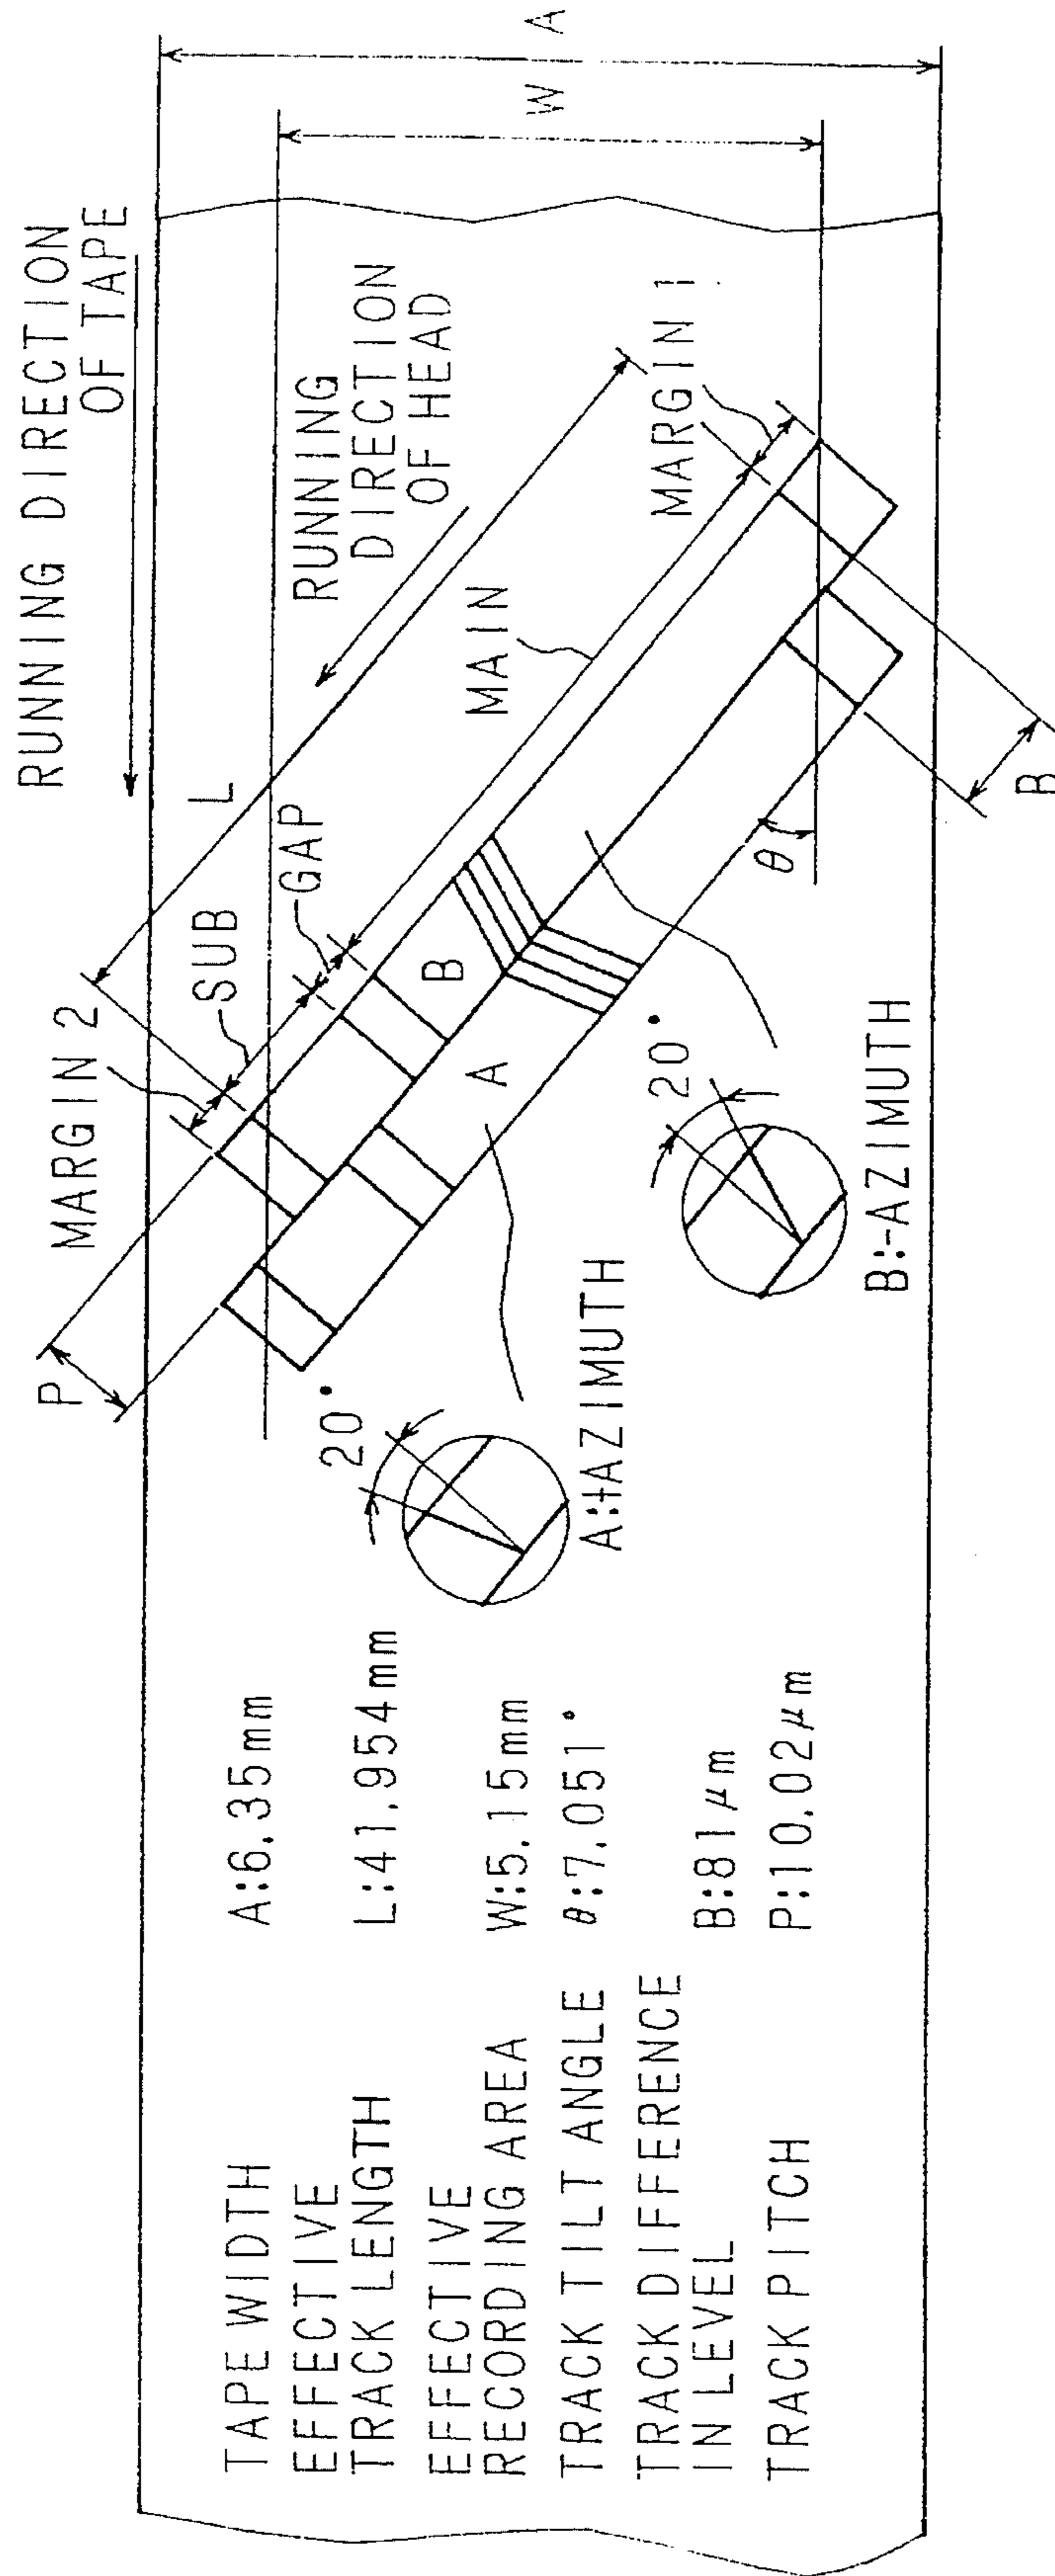 RUNNING DIRECTION
OF TAPE
TAPE WIDTH A:6.35mm
EFFECTIVE
TRACK LENGTH L:41.954mm
EFFECTIVE
RECORDING AREA W:5.15mm
TRACK TILT ANGLE θ:7.051°
TRACK DIFFERENCE
IN LEVEL B:81μm
TRACK PITCH P:10.02μm
P
MARGIN 2
SUB
L
GAP
RUNNING
DIRECTION
OF HEAD
MAIN
MARGIN 1
W
A
B
A
20°
A:+AZIMUTH
20°
B:-AZIMUTH
θ
B